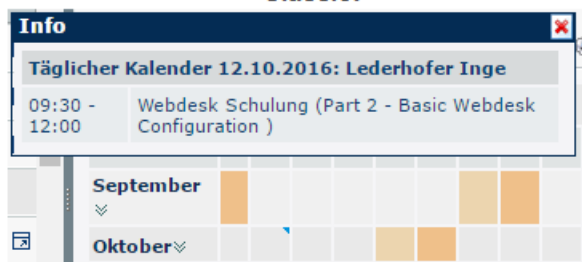 Info
Täglicher Kalender 12.10.2016: Lederhofer Inge
09:30 -
12:00
Webdesk Schulung (Part 2 - Basic Webdesk
Configuration )
September
Oktober